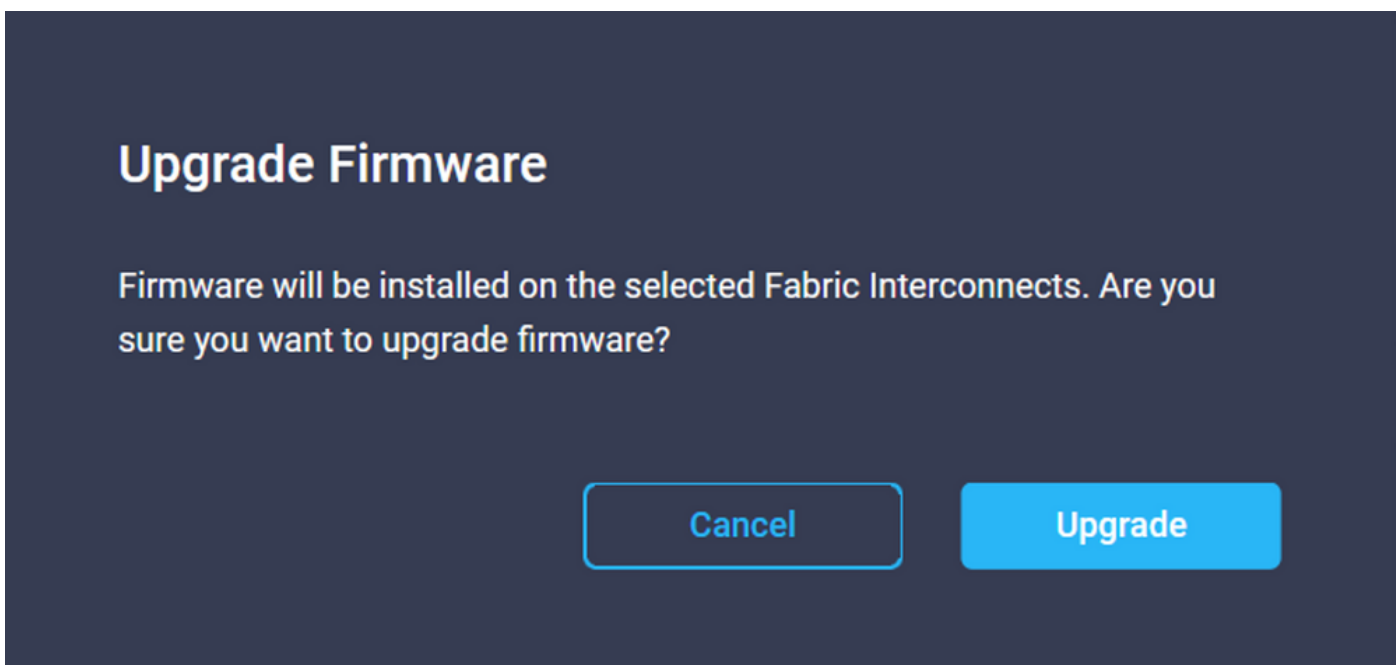 Upgrade Firmware
Firmware will be installed on the selected Fabric Interconnects. Are you
sure you want to upgrade firmware?
Cancel
Upgrade